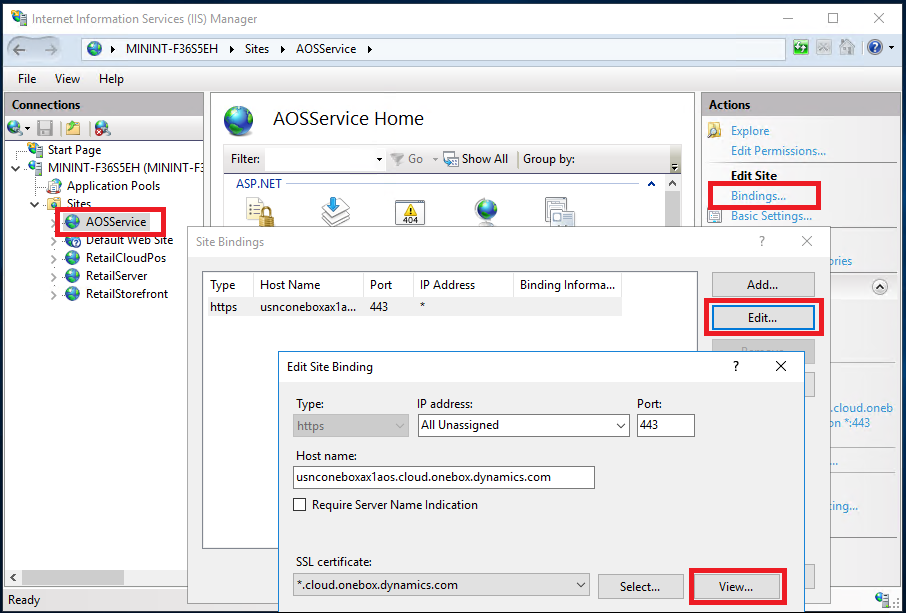 Internet Information Services (IIS) Manager
MININT-F36S5EH Sites AOSService
File View Help
Connections
Start Page
MININT-F36S5EH (MININT-F3
Application Pools
Sites
AOSService
Default Web Site
RetailCloudPos
RetailServer
RetailStorefront
AOSService Home
Filter: Go Show All Group by:
ASP.NET
404
Actions
Explore
Edit Permissions...
Edit Site
Bindings...
Basic Settings...
Site Bindings ?
Type Host Name Port IP Address Binding Informa...
https usnconeboxax1a... 443 *
Add...
Edit...
Remove
Edit Site Binding ?
Type: IP address: Port:
https All Unassigned 443
Host name:
usnconeboxax1aos.cloud.onebox.dynamics.com
Require Server Name Indication
SSL certificate:
*.cloud.onebox.dynamics.com Select... View...
ories
.cloud.oneb
on *:443
...
ing...
Ready